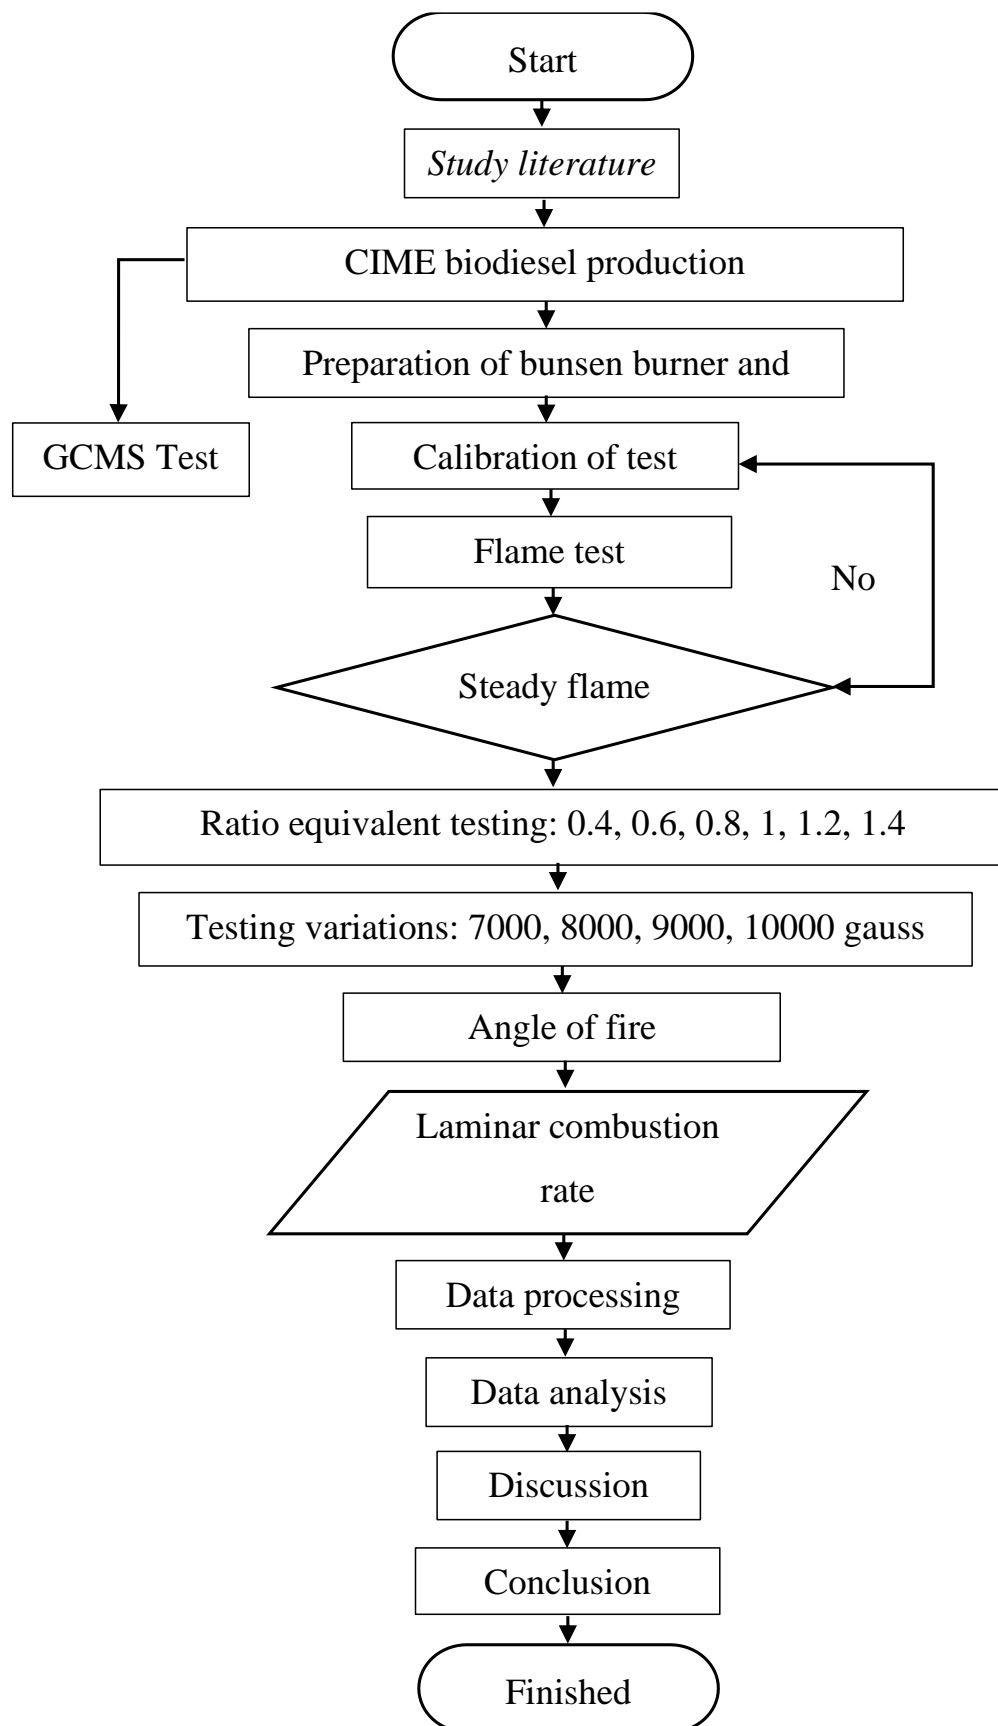 Start
Study literature
CIME biodiesel production
Preparation of bunsen burner and
GCMS Test
Calibration of test
Flame test
No
Steady flame
Ratio equivalent testing: 0.4, 0.6, 0.8, 1, 1.2, 1.4
Testing variations: 7000, 8000, 9000, 10000 gauss
Angle of fire
Laminar combustion
rate
Data processing
Data analysis
Discussion
Conclusion
Finished